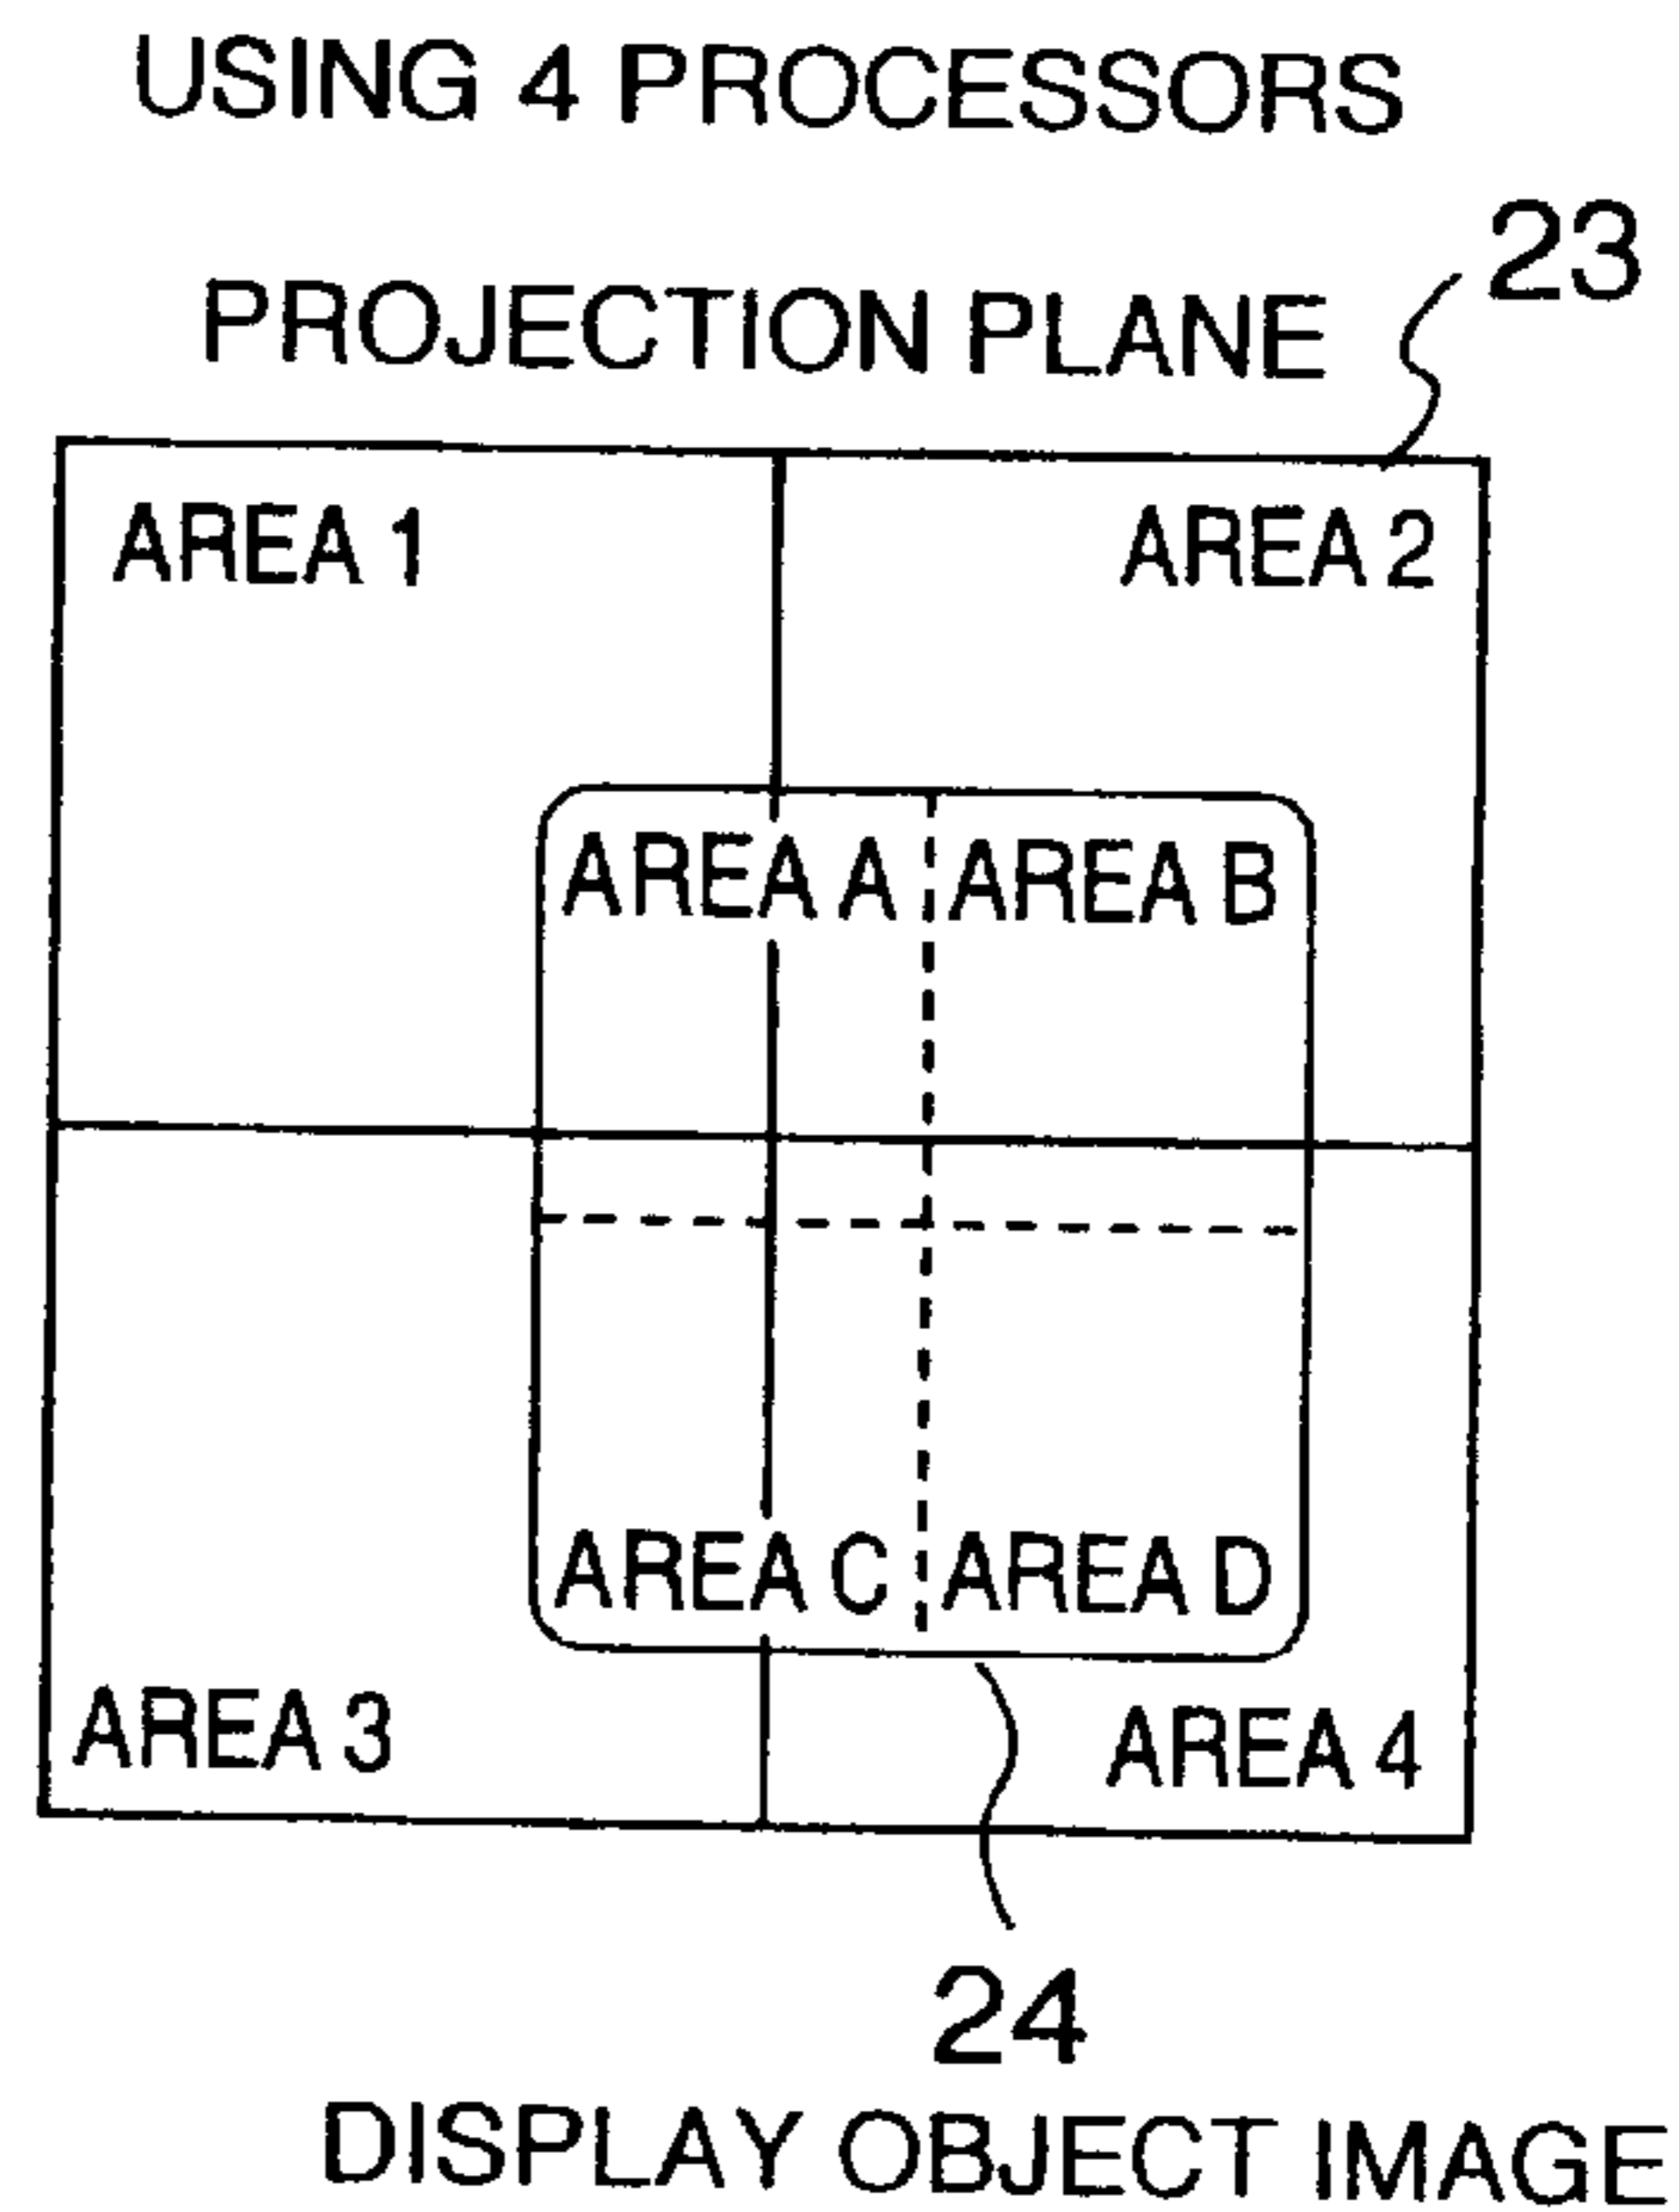 USING 4 PROCESSORS
23
PROJECTION PLANE
AREA 1 AREA 2
AREA A AREA B
AREA C AREA D
AREA 3 AREA 4
24
DISPLAY OBJECT IMAGE